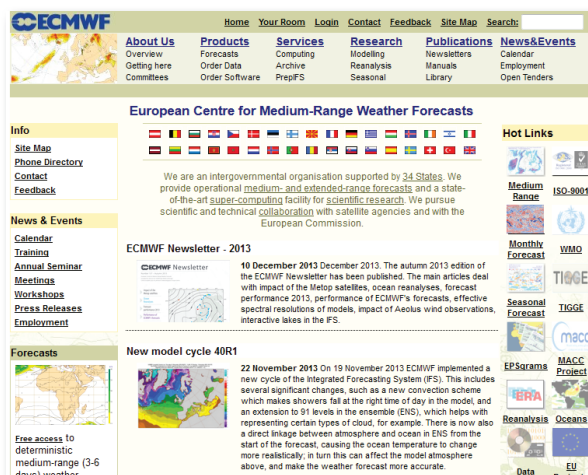 ECMWF
Home Your Room Login Contact Feedback Site Map Search:
About Us Products Services Research Publications News&Events
Overview Forecasts Computing Modelling Newsletters Calendar
Getting here Order Data Archive Reanalysis Manuals Employment
Committees Order Software PrepIFS Seasonal Library Open Tenders
European Centre for Medium-Range Weather Forecasts
Info
Site Map
Phone Directory
Contact
Feedback
News & Events
Calendar
Training
Annual Seminar
Meetings
Workshops
Press Releases
Employment
Forecasts
Free access to
deterministic
medium-range (3-6
days) weather
We are an intergovernmental organisation supported by 34 States. We
provide operational medium- and extended-range forecasts and a state-
of-the-art super-computing facility for scientific research. We pursue
scientific and technical collaboration with satellite agencies and with the
European Commission.
ECMWF Newsletter - 2013
ECMWF Newsletter
10 December 2013 December 2013. The autumn 2013 edition of
the ECMWF Newsletter has been published. The main articles deal
with impact of the Metop satellites, ocean reanalyses, forecast
performance 2013, performance of ECMWF's forecasts, effective
spectral resolutions of models, impact of Aeolus wind observations,
interactive lakes in the IFS.
New model cycle 40R1
22 November 2013 On 19 November 2013 ECMWF implemented a
new cycle of the Integrated Forecasting System (IFS). This includes
several significant changes, such as a new convection scheme
which makes showers fall at the right time of day in the model, and
an extension to 91 levels in the ensemble (ENS), which helps with
representing certain types of cloud, for example. There is now also
a direct linkage between atmosphere and ocean in ENS from the
start of the forecast, causing the ocean temperature to change
more realistically; in turn this can affect the model atmosphere
above, and make the weather forecast more accurate.
Hot Links
Medium
Range
ISO-9001
Monthly
Forecast
WMO
TIGGE
Seasonal
Forecast
TIGGE
macc
EPSgrams
MACC
Project
ERA
Reanalysis Oceans
Data
EU